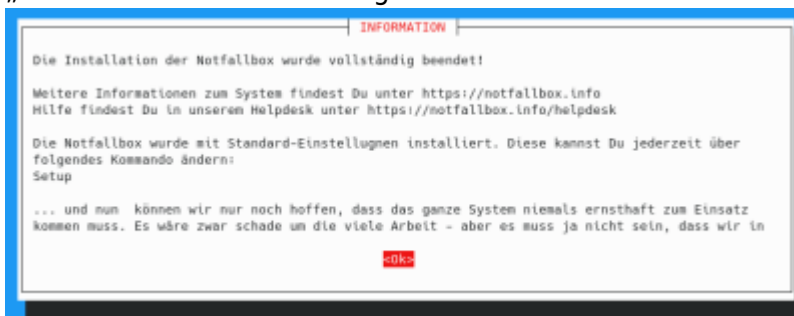 INFORMATION
Die Installation der Notfallbox wurde vollständig beendet!
Weitere Informationen zum System findest Du unter https://notfallbox.info
Hilfe findest Du in unserem Helpdesk unter https://notfallbox.info/helpdesk
Die Notfallbox wurde mit Standard-Einstellugnen installiert. Diese kannst Du jederzeit über
folgendes Kommando ändern:
Setup
... und nun  können wir nur noch hoffen, dass das ganze System niemals ernsthaft zum Einsatz
kommen muss. Es wäre zwar schade um die viele Arbeit - aber es muss ja nicht sein, dass wir in
<Ok>